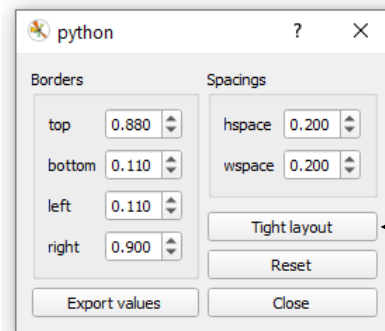 python ?
Borders
top 0.880
bottom 0.110
left 0.110
right 0.900
Export values
Spacings
hspace 0.200
wspace 0.200
Tight layout
Reset
Close